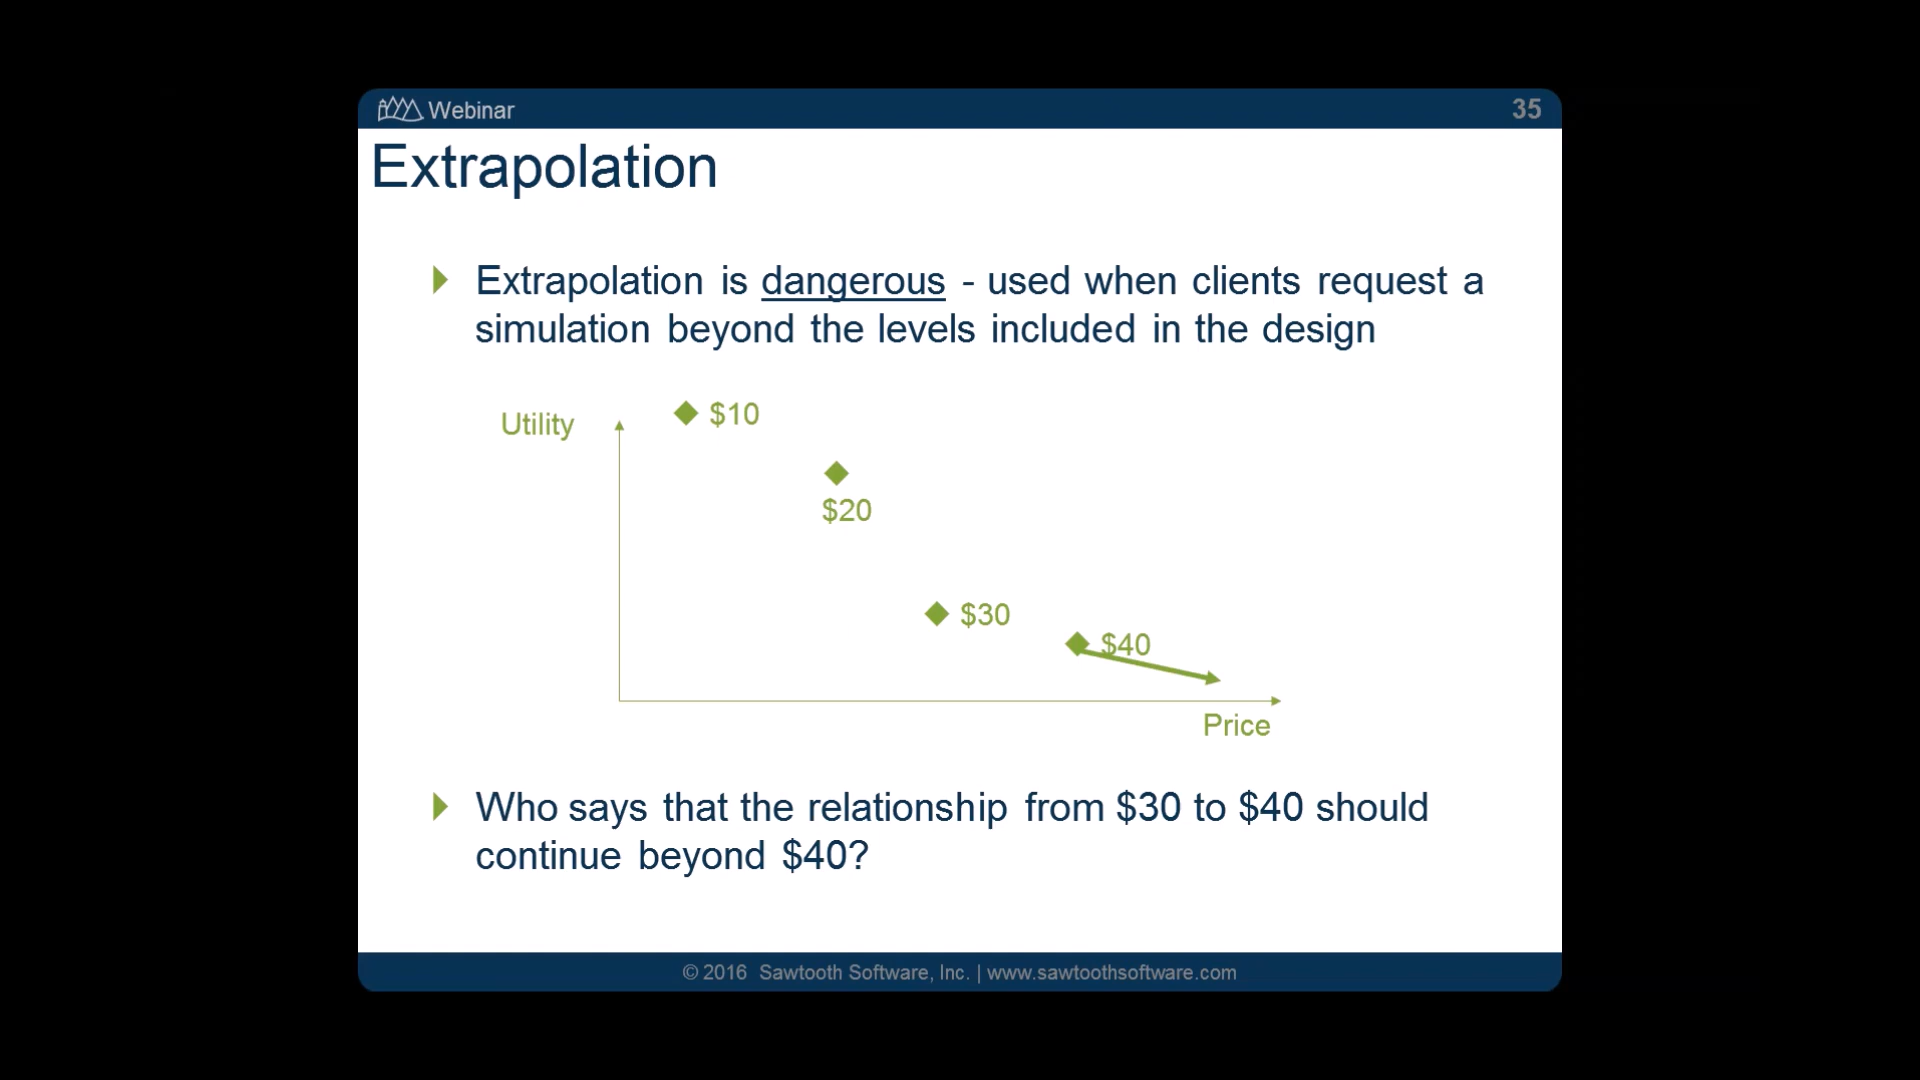 Webinar
35
Extrapolation
Extrapolation is dangerous - used when clients request a
simulation beyond the levels included in the design
Utility
$10
$20
$30
$40
Price
Who says that the relationship from $30 to $40 should
continue beyond $40?
© 2016 Sawtooth Software, Inc. | www.sawtoothsoftware.com